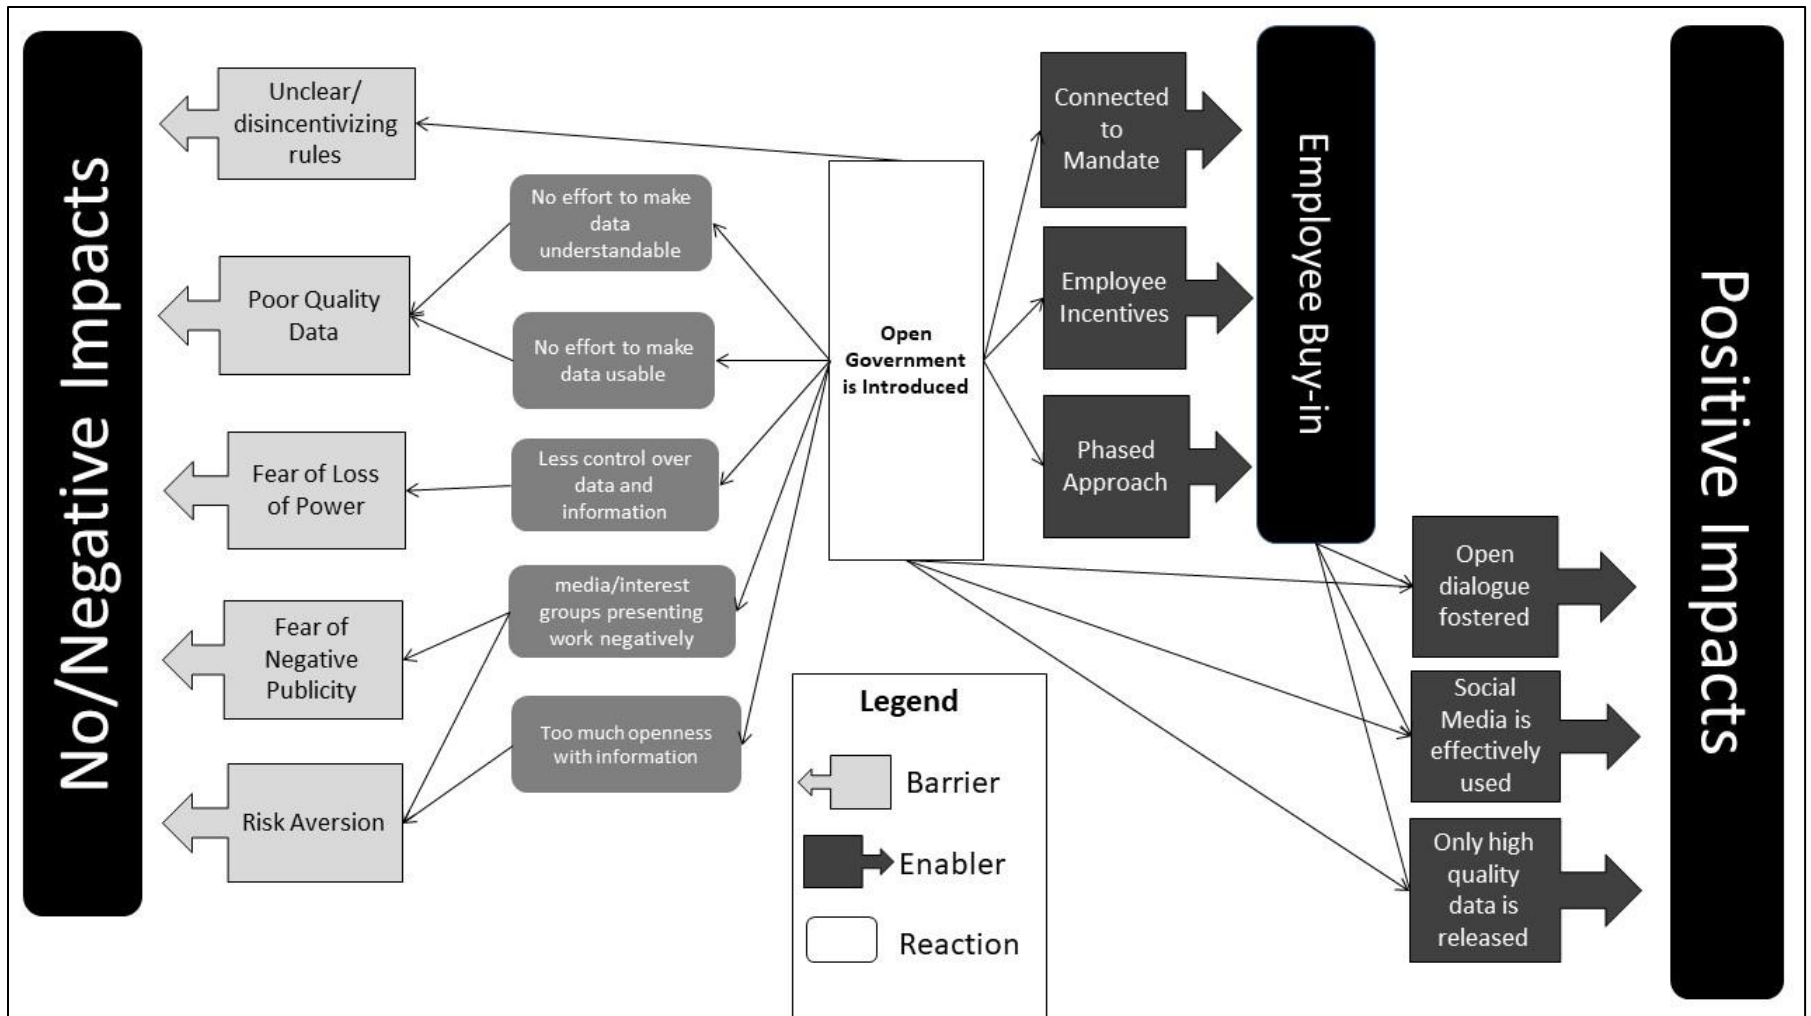 No/Negative Impacts
Unclear/
disincentivizing
rules
Poor Quality
Data
Fear of Loss
of Power
Fear of
Negative
Publicity
Risk Aversion
No effort to make
data
understandable
No effort to make
data usable
Less control over
data and
information
media/interest
groups presenting
work negatively
Too much openness
with information
Open
Government
is Introduced
Legend
Barrier
Enabler
Reaction
Connected
to
Mandate
Employee
Incentives
Phased
Approach
Employee Buy-in
Open
dialogue
fostered
Social
Media is
effectively
used
Only high
quality
data is
released
Positive Impacts